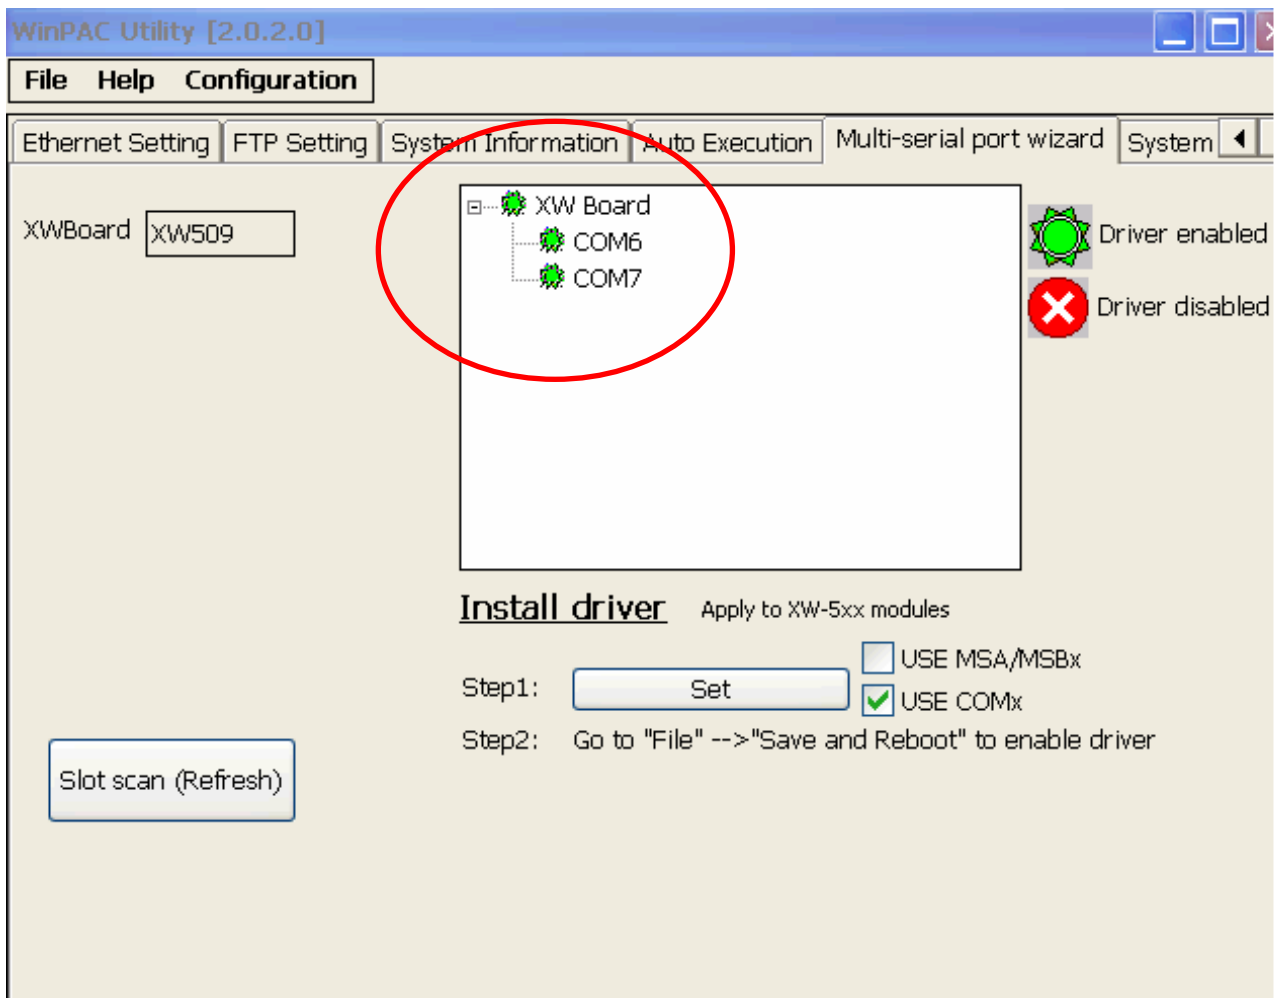 WinPAC Utility [2.0.2.0]
File Help Configuration
Ethernet Setting FTP Setting System Information Auto Execution Multi-serial port wizard System
XWBoard XW509
XW Board
COM6
COM7
Driver enabled
Driver disabled
Install driver Apply to XW-5xx modules
USE MSA/MSBx
Step1: Set
USE COMx
Step2: Go to "File" -->"Save and Reboot" to enable driver
Slot scan (Refresh)